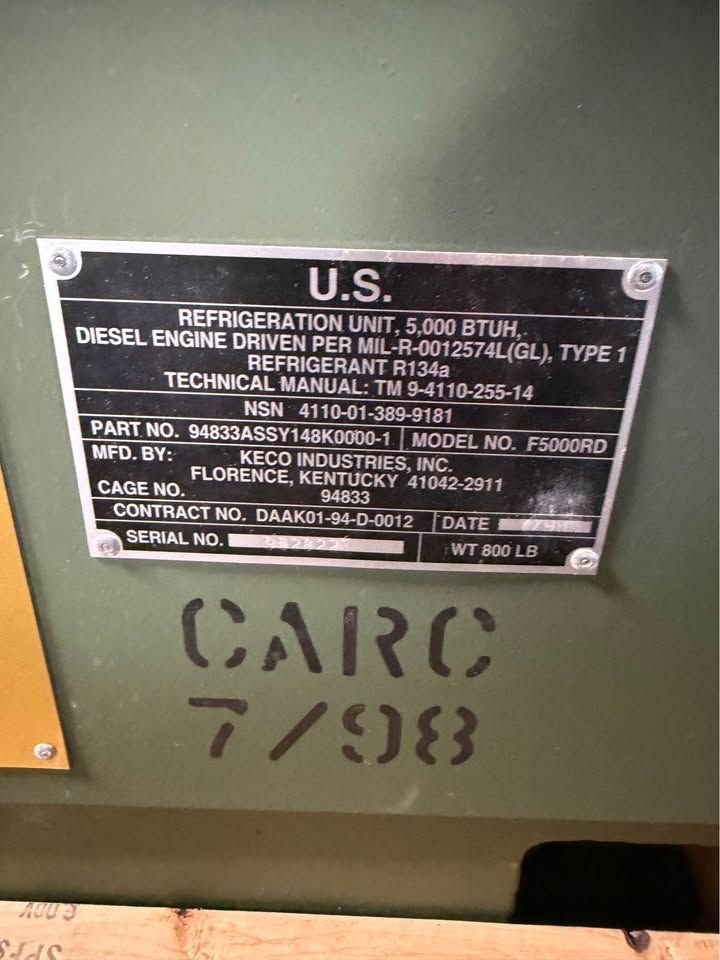 U.S.
REFRIGERATION UNIT, 5,000 BTUH,
DIESEL ENGINE DRIVEN PER MIL-R-0012574L(GL), TYPE 1
REFRIGERANT R134a
TECHNICAL MANUAL: TM 9-4110-255-14
NSN 4110-01-389-9181
PART NO. 94833ASSY148K0000-1 MODEL NO. F5000RD
MFD. BY: KECO INDUSTRIES, INC.
FLORENCE, KENTUCKY 41042-2911
CAGE NO. 94833
CONTRACT NO. DAAK01-94-D-0012 DATE
SERIAL NO. WT 800 LB
CARC
7/98